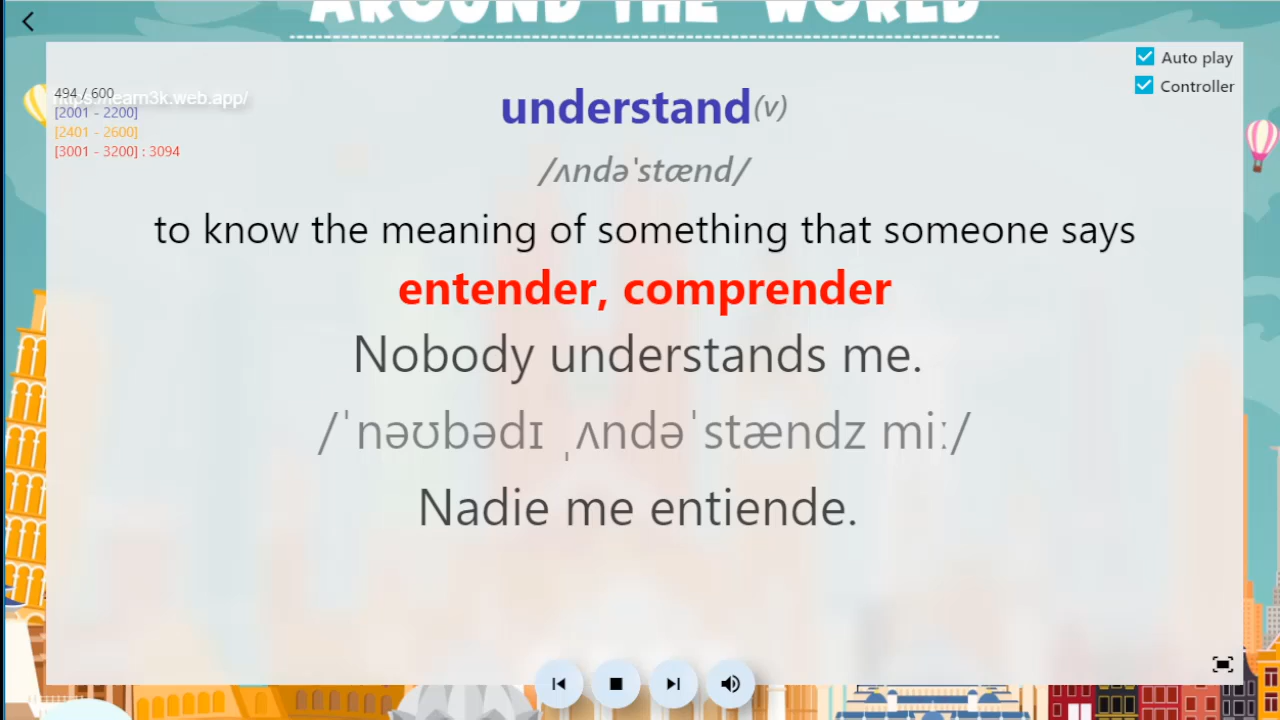 AROUND THE WORLD
Auto play
Controller
494 / 600
https://learn3k.web.app/
[2001 - 2200]
[2401 - 2600]
[3001 - 3200] : 3094
understand(v)
/ʌndə'stænd/
to know the meaning of something that someone says
entender, comprender
Nobody understands me.
/ˈnəʊbədɪ ˌʌndəˈstændz miː/
Nadie me entiende.